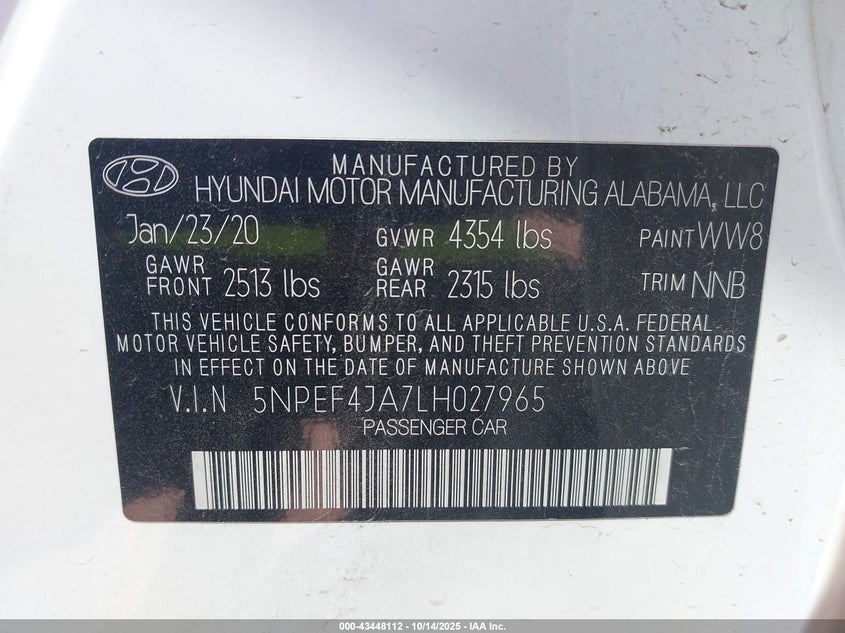 MANUFACTURED BY
HYUNDAI MOTOR MANUFACTURING ALABAMA, LLC
Jan/23/20 GVWR 4354 lbs PAINT WW8
GAWR FRONT 2513 lbs GAWR REAR 2315 lbs TRIM NNB
THIS VEHICLE CONFORMS TO ALL APPLICABLE U.S.A. FEDERAL
MOTOR VEHICLE SAFETY, BUMPER, AND THEFT PREVENTION STANDARDS
IN EFFECT ON THE DATE OF MANUFACTURE SHOWN ABOVE
V.I.N 5NPEF4JA7LH027965
PASSENGER CAR
000-43448112 - 10/14/2025 - IAA Inc.